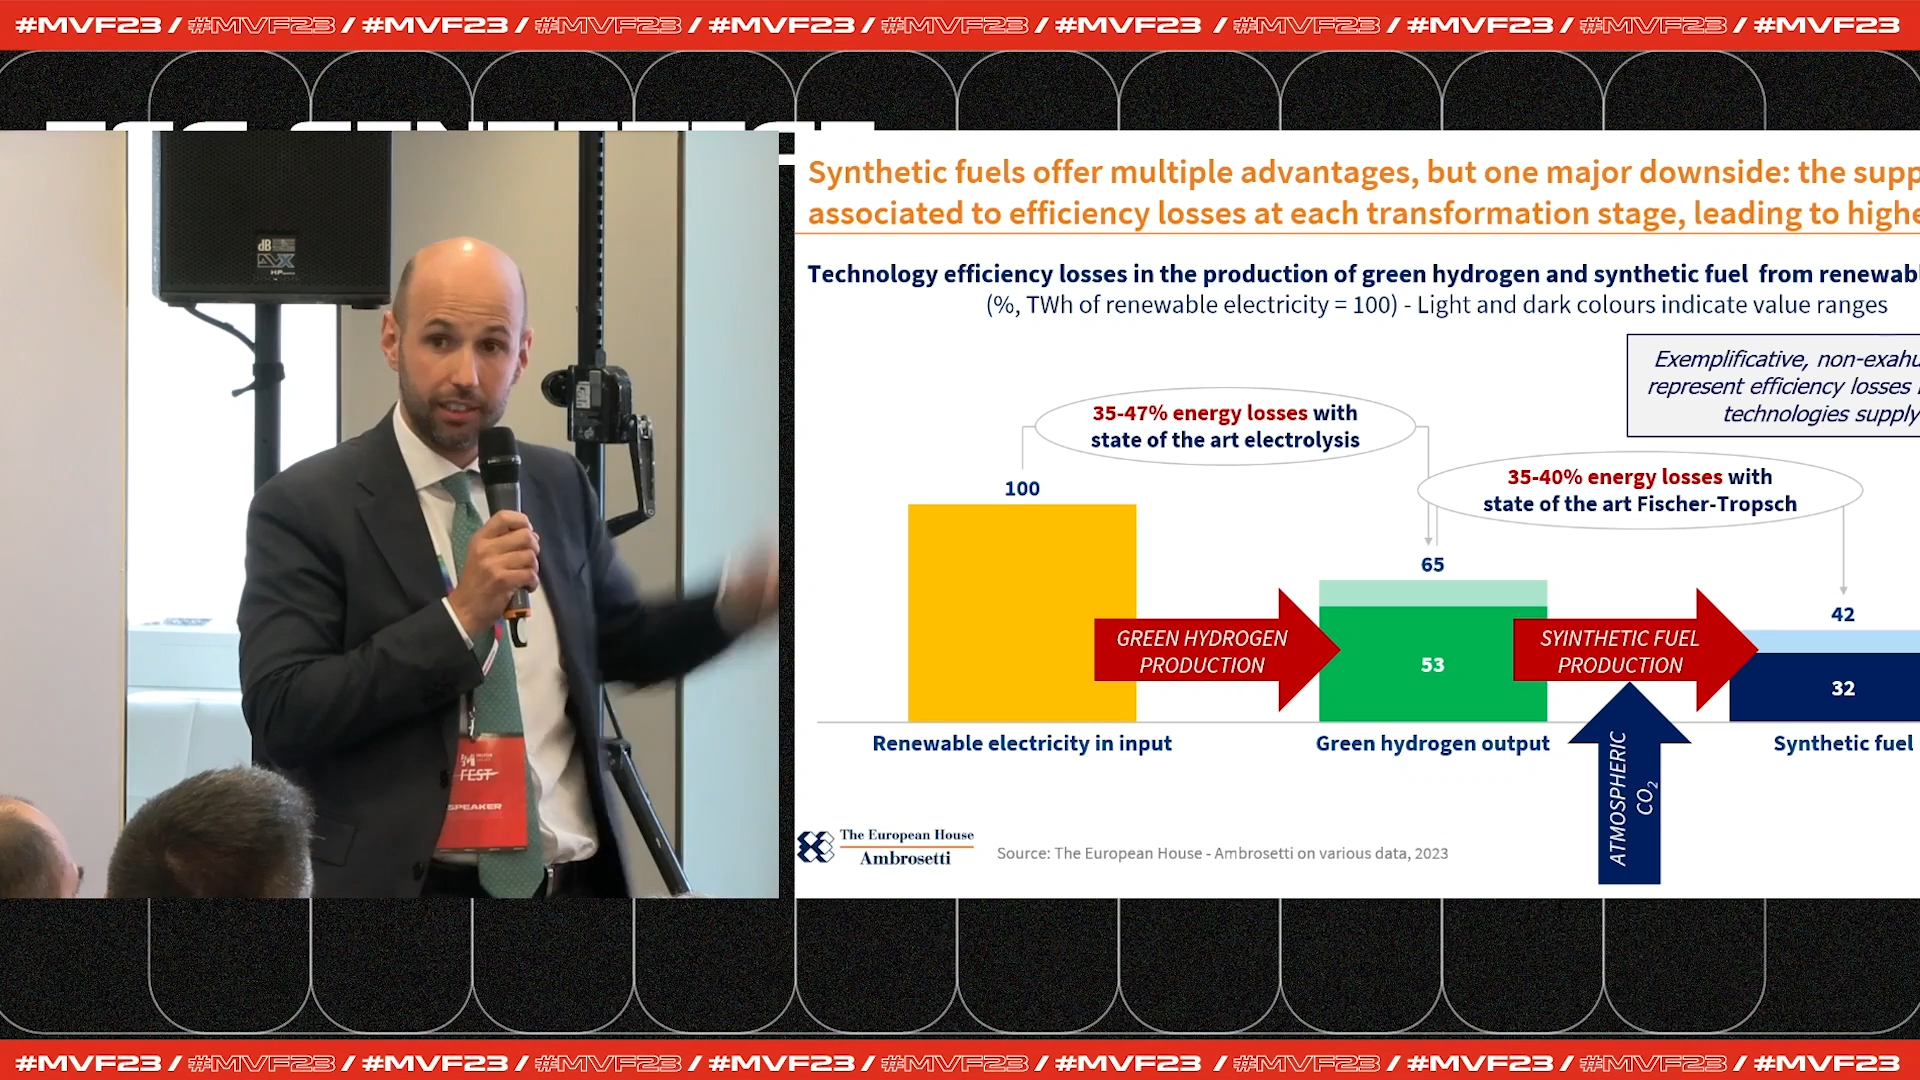 #MVF23 / #MVF23 / #MVF23 / #MVF23 / #MVF23 / #MVF23 / #MVF23 / #MVF23 / #MVF23 / #MVF23 / #MVF23
Synthetic fuels offer multiple advantages, but one major downside: the supp
associated to efficiency losses at each transformation stage, leading to highe
Technology efficiency losses in the production of green hydrogen and synthetic fuel from renewab
(%, TWh of renewable electricity = 100) - Light and dark colours indicate value ranges
Exemplificative, non-exahu
represent efficiency losses
technologies supply
35-47% energy losses with
state of the art electrolysis
35-40% energy losses with
state of the art Fischer-Tropsch
100
65
42
GREEN HYDROGEN
PRODUCTION
53
SYINTHETIC FUEL
PRODUCTION
32
Renewable electricity in input
Green hydrogen output
Synthetic fuel
ATMOSPHERIC
CO₂
The European House
Ambrosetti
Source: The European House - Ambrosetti on various data, 2023
dB
HP
FEST
SPEAKER
#MVF23 / #MVF23 / #MVF23 / #MVF23 / #MVF23 / #MVF23 / #MVF23 / #MVF23 / #MVF23 / #MVF23 / #MVF23